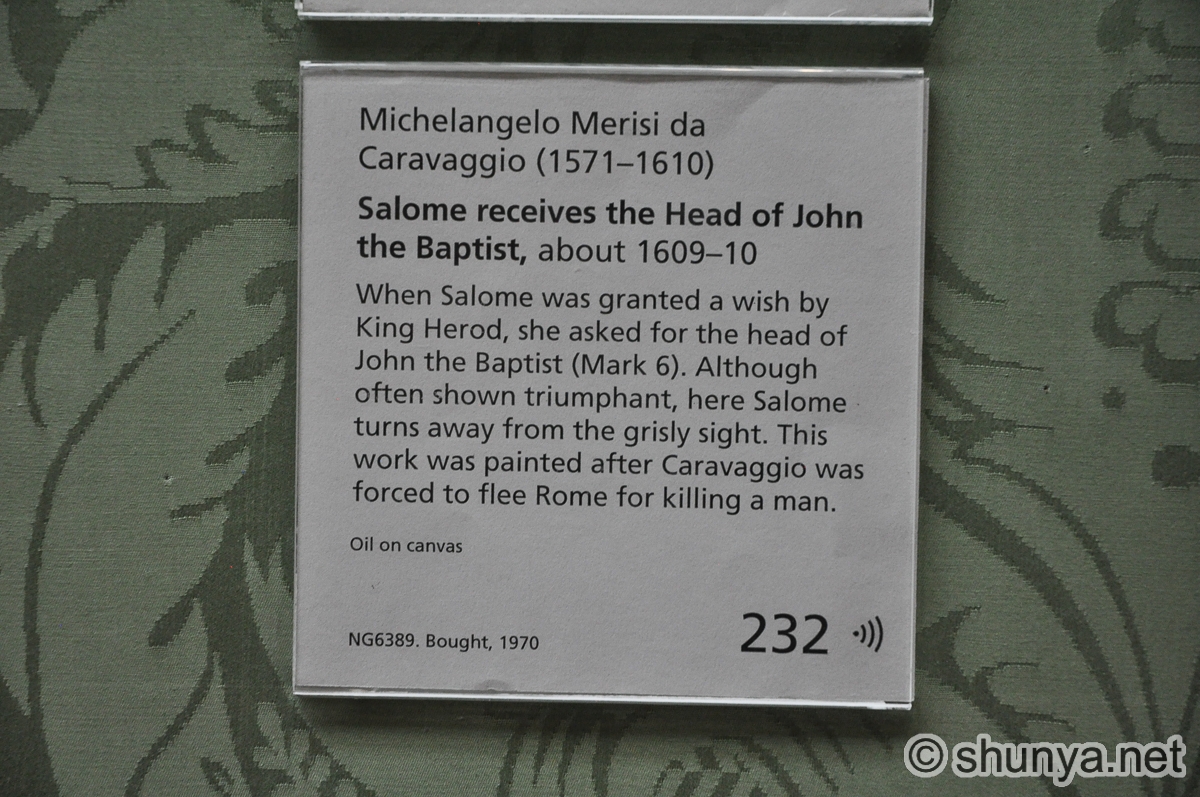 Michelangelo Merisi da
Caravaggio (1571–1610)
Salome receives the Head of John
the Baptist, about 1609–10
When Salome was granted a wish by
King Herod, she asked for the head of
John the Baptist (Mark 6). Although
often shown triumphant, here Salome
turns away from the grisly sight. This
work was painted after Caravaggio was
forced to flee Rome for killing a man.
Oil on canvas
NG6389. Bought, 1970
232
© shunya.net